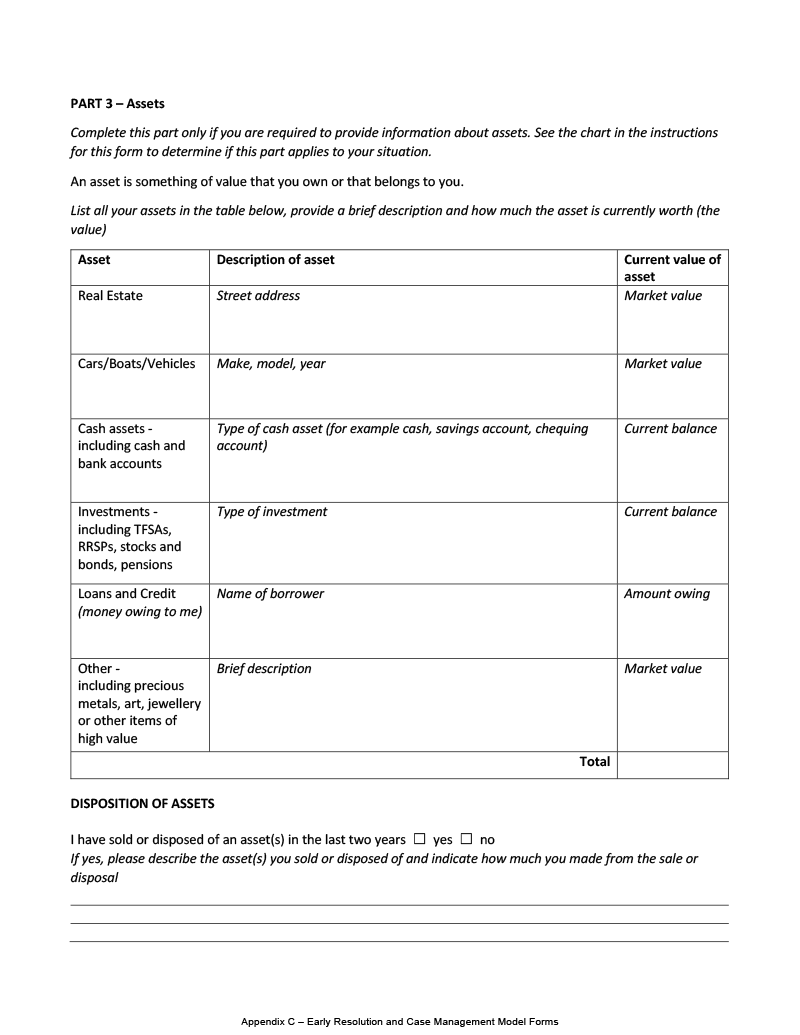 PART 3 – Assets
Complete this part only if you are required to provide information about assets. See the chart in the instructions
for this form to determine if this part applies to your situation.
An asset is something of value that you own or that belongs to you.
List all your assets in the table below, provide a brief description and how much the asset is currently worth (the
value)
Asset
Description of asset
Current value of
asset
Real Estate
Street address
Market value
Cars/Boats/Vehicles
Make, model, year
Market value
Cash assets -
including cash and
bank accounts
Type of cash asset (for example cash, savings account, chequing
account)
Current balance
Investments -
including TFSAs,
RRSPs, stocks and
bonds, pensions
Type of investment
Current balance
Loans and Credit
(money owing to me)
Name of borrower
Amount owing
Other -
including precious
metals, art, jewellery
or other items of
high value
Brief description
Market value
Total
DISPOSITION OF ASSETS
I have sold or disposed of an asset(s) in the last two years ☐ yes ☐ no
If yes, please describe the asset(s) you sold or disposed of and indicate how much you made from the sale or
disposal
Appendix C – Early Resolution and Case Management Model Forms